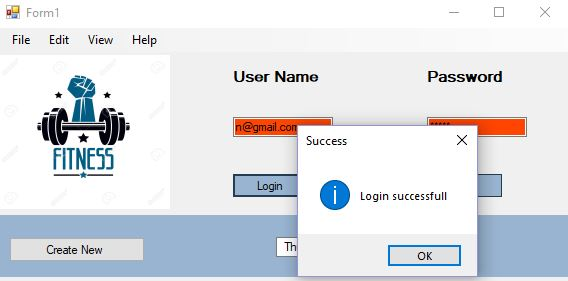 Form1
File Edit View Help
User Name Password
n@gmail.com
*****
Success
Login successfull
OK
Login
FITNESS
Create New
Th